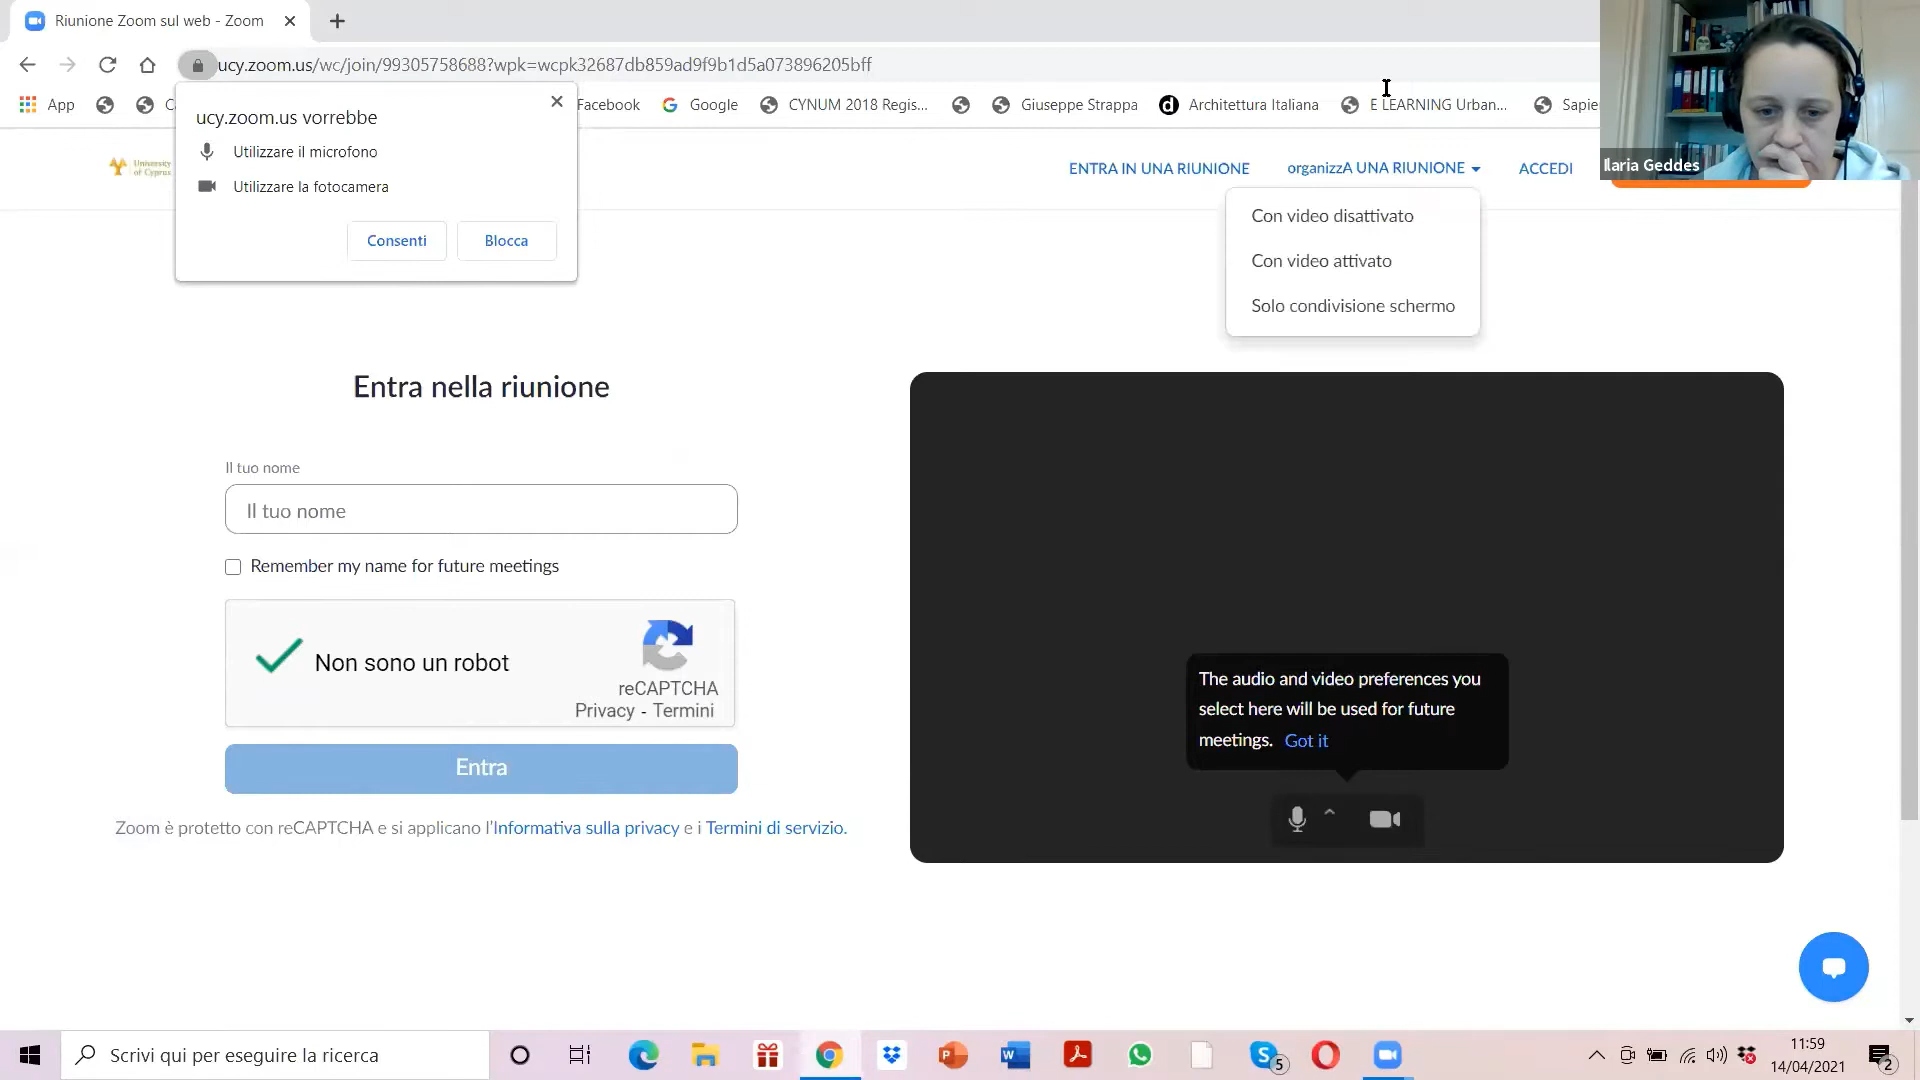 Riunione Zoom sul web - Zoom
ucy.zoom.us/wc/join/99305758688?wpk=wcpk32687db859ad9f9b1d5a073896205bff
App
Facebook
Google
CYNUM 2018 Regis...
Giuseppe Strappa
Architettura Italiana
E LEARNING Urban...
ucy.zoom.us vorrebbe
Utilizzare il microfono
Utilizzare la fotocamera
Consenti
Blocca
University
of Cyprus
ENTRA IN UNA RIUNIONE
organizzA UNA RIUNIONE
ACCEDI
Ilaria Geddes
Con video disattivato
Con video attivato
Solo condivisione schermo
Entra nella riunione
Il tuo nome
Il tuo nome
Remember my name for future meetings
Non sono un robot
reCAPTCHA
Privacy - Termini
Entra
Zoom è protetto con reCAPTCHA e si applicano l'Informativa sulla privacy e i Termini di servizio.
The audio and video preferences you
select here will be used for future
meetings. Got it
Scrivi qui per eseguire la ricerca
5
11:59
14/04/2021
2